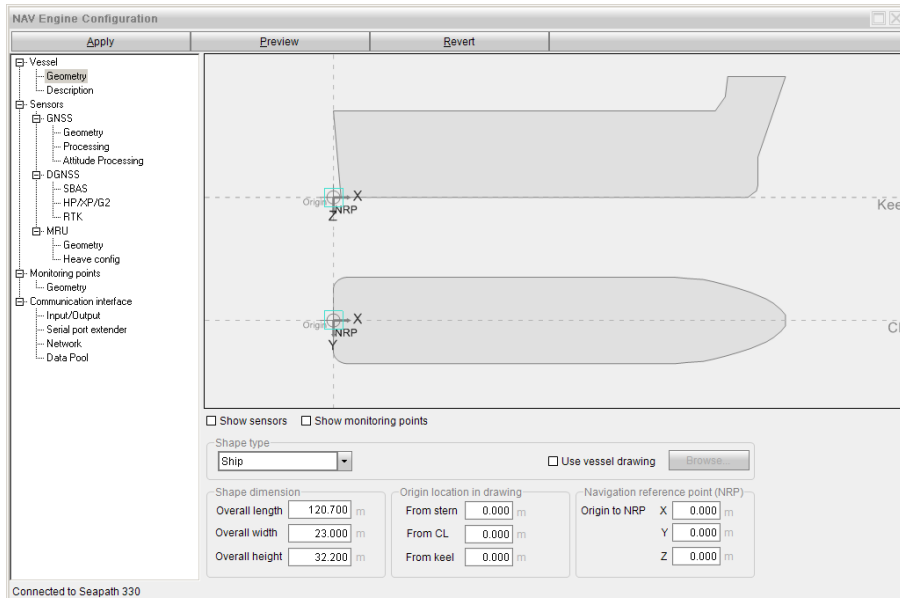 NAV Engine Configuration
Apply Preview Revert
Vessel
Geometry
Description
Sensors
GNSS
Geometry
Processing
Attitude Processing
DGNSS
SBAS
HP/XP/G2
RTK
MRU
Geometry
Heave config
Monitoring points
Geometry
Communication interface
Input/Output
Serial port extender
Network
Data Pool
Origin X
NRP
Z
Kee
Origin X
NRP
Y
Cl
Show sensors Show monitoring points
Shape type
Ship Use vessel drawing Browse...
Shape dimension
Overall length 120.700 m
Overall width 23.000 m
Overall height 32.200 m
Origin location in drawing
From stern 0.000 m
From CL 0.000 m
From keel 0.000 m
Navigation reference point (NRP)
Origin to NRP X 0.000 m
Y 0.000 m
Z 0.000 m
Connected to Seapath 330